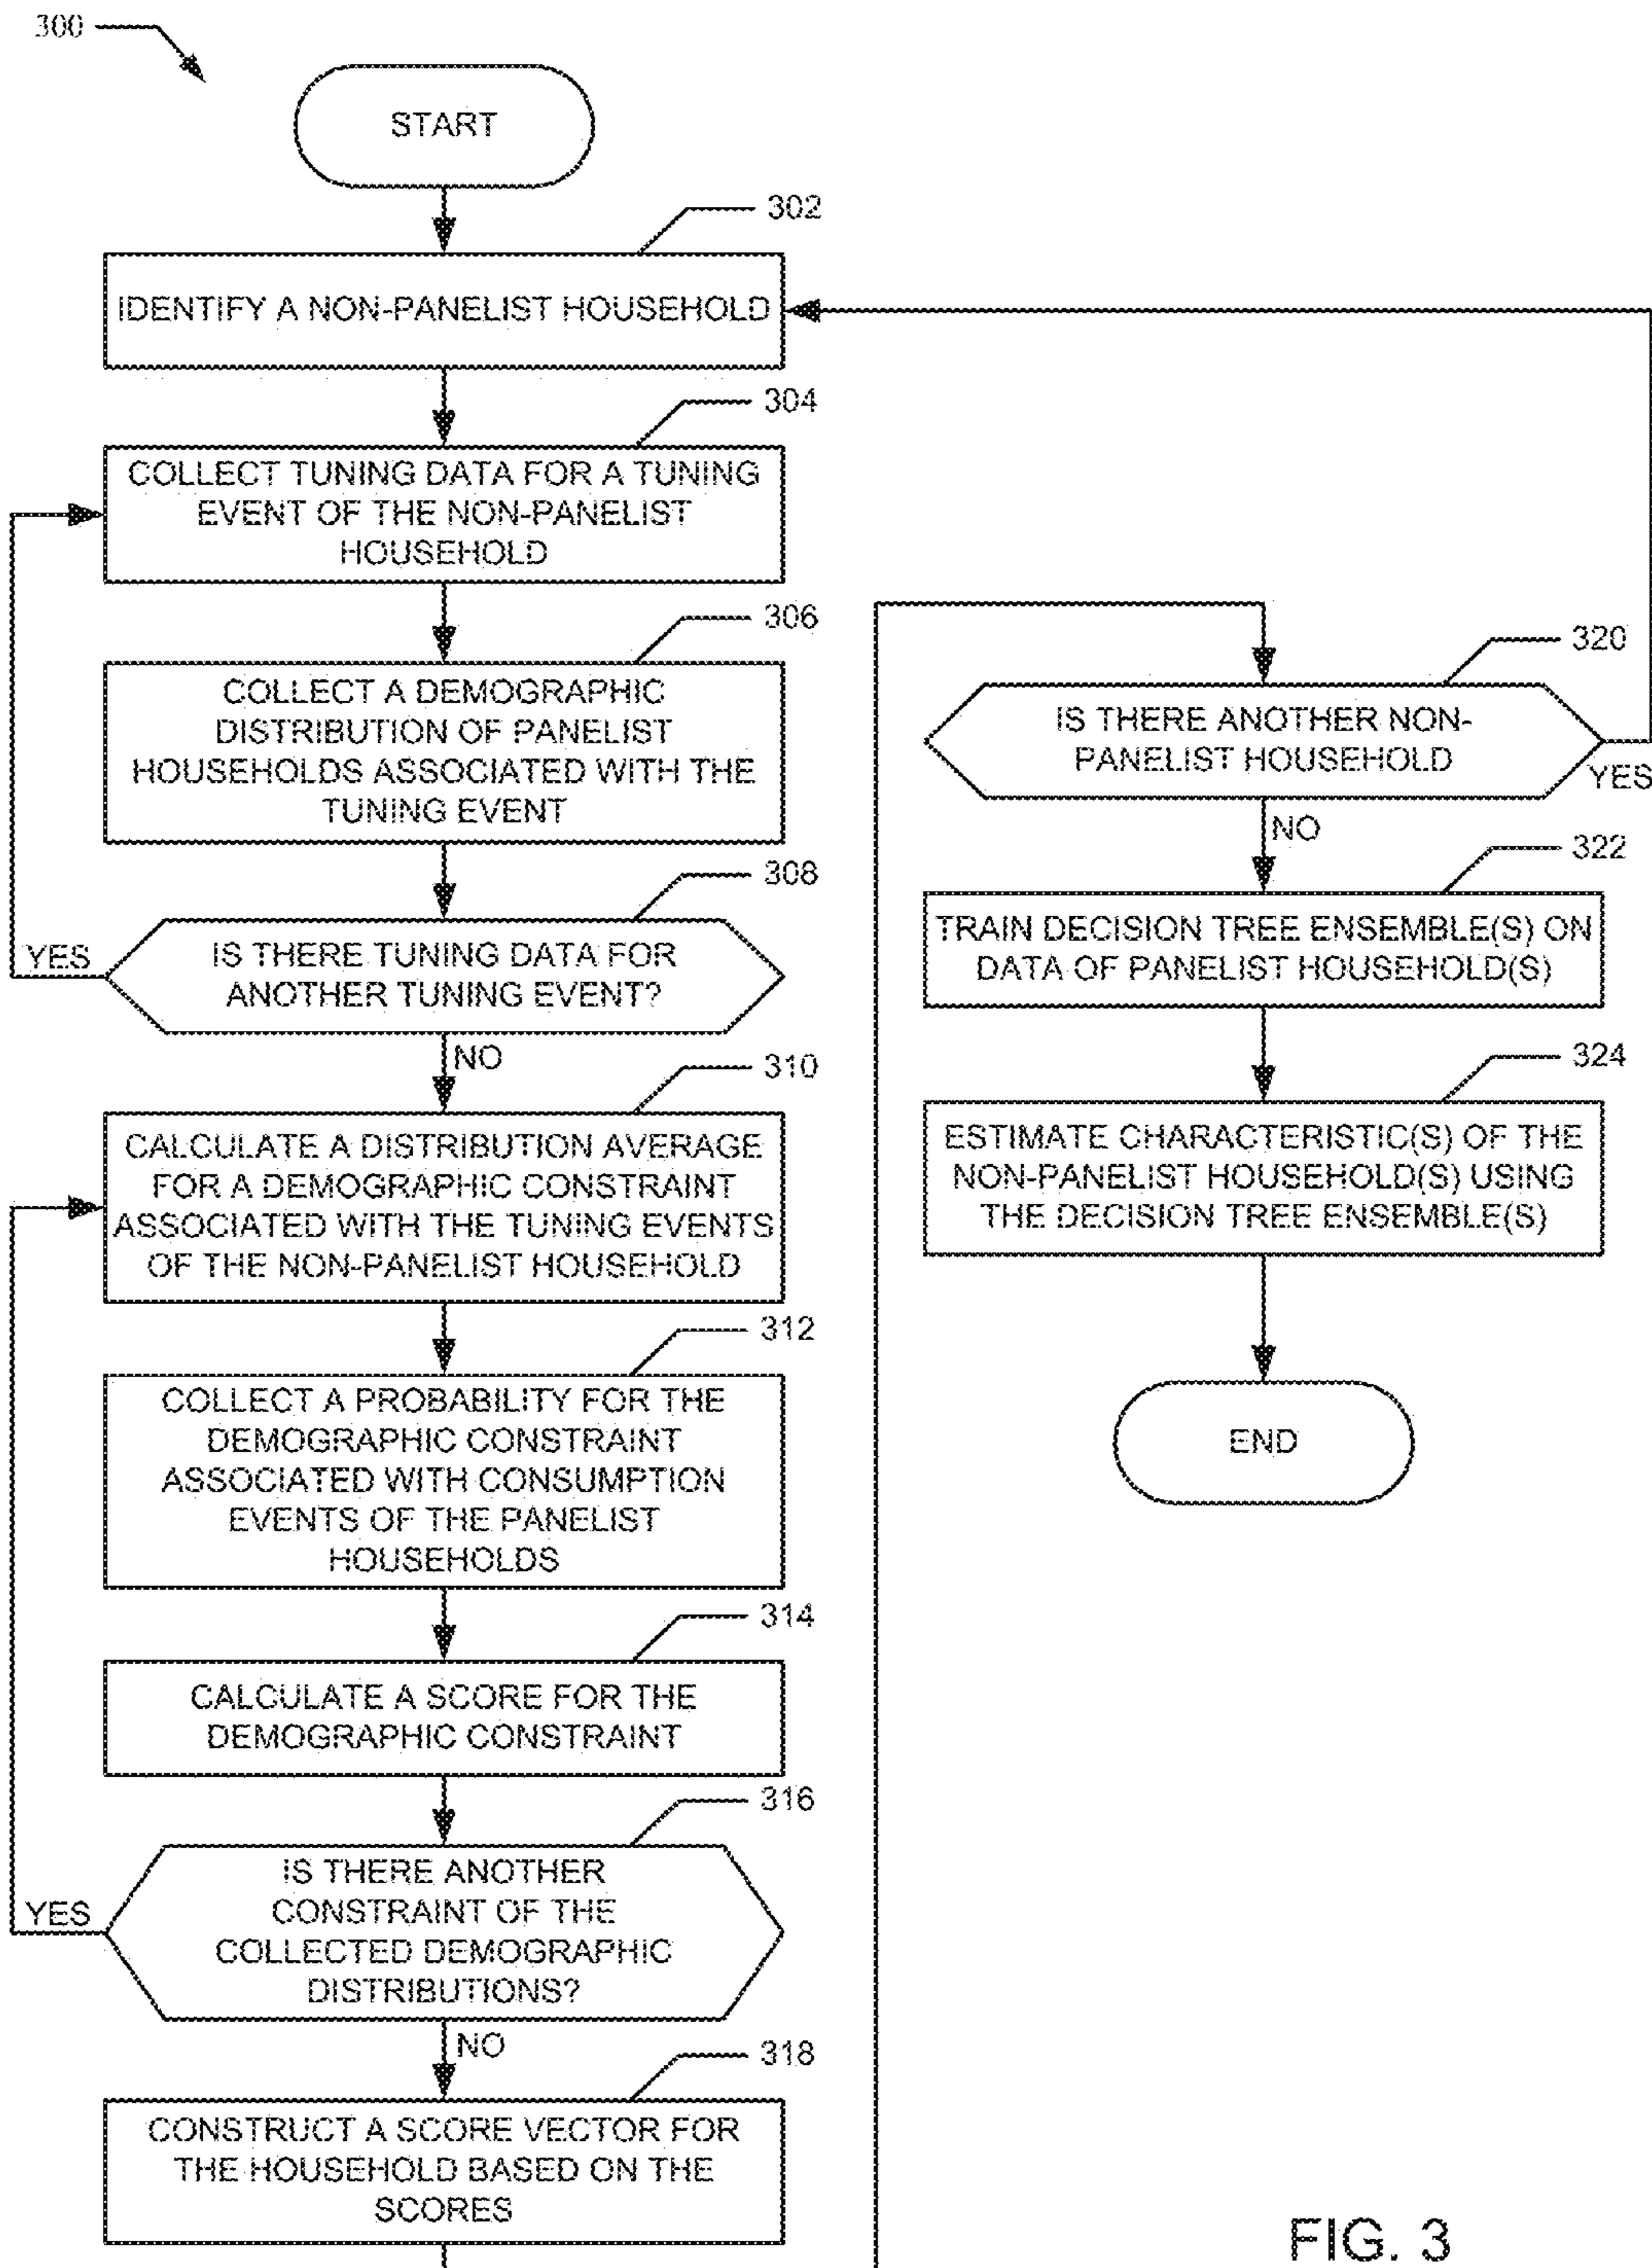 300
START
302
IDENTIFY A NON-PANELIST HOUSEHOLD
304
COLLECT TUNING DATA FOR A TUNING
EVENT OF THE NON-PANELIST
HOUSEHOLD
306
COLLECT A DEMOGRAPHIC
DISTRIBUTION OF PANELIST
HOUSEHOLDS ASSOCIATED WITH THE
TUNING EVENT
308
YES
IS THERE TUNING DATA FOR
ANOTHER TUNING EVENT?
NO
310
CALCULATE A DISTRIBUTION AVERAGE
FOR A DEMOGRAPHIC CONSTRAINT
ASSOCIATED WITH THE TUNING EVENTS
OF THE NON-PANELIST HOUSEHOLD
312
COLLECT A PROBABILITY FOR THE
DEMOGRAPHIC CONSTRAINT
ASSOCIATED WITH CONSUMPTION
EVENTS OF THE PANELIST
HOUSEHOLDS
314
CALCULATE A SCORE FOR THE
DEMOGRAPHIC CONSTRAINT
316
YES
IS THERE ANOTHER
CONSTRAINT OF THE
COLLECTED DEMOGRAPHIC
DISTRIBUTIONS?
NO
318
CONSTRUCT A SCORE VECTOR FOR
THE HOUSEHOLD BASED ON THE
SCORES
320
IS THERE ANOTHER NON-
PANELIST HOUSEHOLD
YES
NO
322
TRAIN DECISION TREE ENSEMBLE(S) ON
DATA OF PANELIST HOUSEHOLD(S)
324
ESTIMATE CHARACTERISTIC(S) OF THE
NON-PANELIST HOUSEHOLD(S) USING
THE DECISION TREE ENSEMBLE(S)
END
FIG. 3